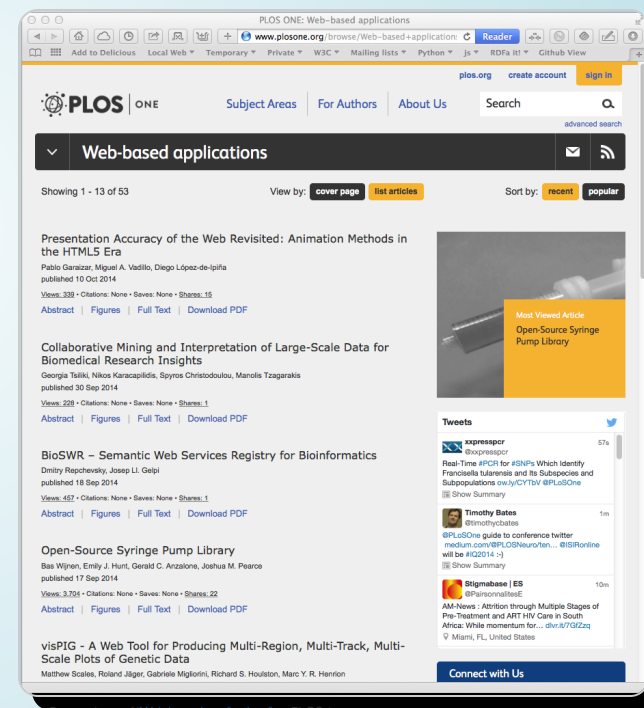 PLOS ONE: Web-based applications
www.plosone.org/browse/Web-based+application:
Reader
Add to Delicious Local Web Temporary Private W3C Mailing lists Python js RDFa it! Github View
plos.org create account sign in
PLOS ONE
Subject Areas For Authors About Us Search
advanced search
Web-based applications
Showing 1 - 13 of 53 View by: cover page list articles Sort by: recent popular
Presentation Accuracy of the Web Revisited: Animation Methods in
the HTML5 Era
Pablo Garaizar, Miguel A. Vadillo, Diego López-de-Ipiña
published 10 Oct 2014
Views: 339 • Citations: None • Saves: None • Shares: 15
Abstract | Figures | Full Text | Download PDF
Collaborative Mining and Interpretation of Large-Scale Data for
Biomedical Research Insights
Georgia Tsiliki, Nikos Karacapilidis, Spyros Christodoulou, Manolis Tzagarakis
published 30 Sep 2014
Views: 228 • Citations: None • Saves: None • Shares: 1
Abstract | Figures | Full Text | Download PDF
BioSWR – Semantic Web Services Registry for Bioinformatics
Dmitry Repchevsky, Josep Ll. Gelpi
published 18 Sep 2014
Views: 457 • Citations: None • Saves: None • Shares: 1
Abstract | Figures | Full Text | Download PDF
Open-Source Syringe Pump Library
Bas Wijnen, Emily J. Hunt, Gerald C. Anzalone, Joshua M. Pearce
published 17 Sep 2014
Views: 3,704 • Citations: None • Saves: None • Shares: 22
Abstract | Figures | Full Text | Download PDF
visPIG - A Web Tool for Producing Multi-Region, Multi-Track, Multi-
Scale Plots of Genetic Data
Matthew Scales, Roland Jäger, Gabriele Migliorini, Richard S. Houlston, Marc Y. R. Henrion
Most Viewed Article
Open-Source Syringe
Pump Library
Tweets
xxpresspcr 57s
@xxpresspcr
Real-Time #PCR for #SNPs Which Identify
Francisella tularensis and Its Subspecies and
Subpopulations ow.ly/CYTbV @PLoSOne
Show Summary
Timothy Bates 1m
@timothycbates
@PLoSOne guide to conference twitter
medium.com/@PLOSNeuro/ten... @ISIRonline
will be #IQ2014 :-)
Show Summary
Stigmabase | ES 10m
@PairsonnalitesE
AM-News : Attrition through Multiple Stages of
Pre-Treatment and ART HIV Care in South
Africa: While momentum for... dlvr.it/7GfZzq
Miami, FL, United States
Connect with Us